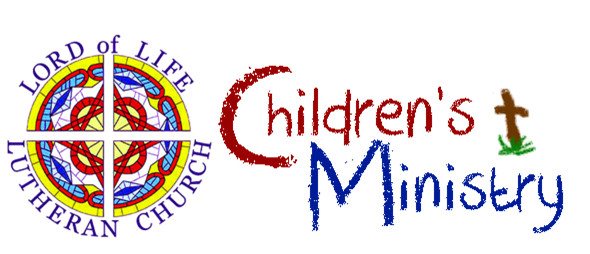 LORD of LIFE
LUTHERAN CHURCH
Children's
Ministry